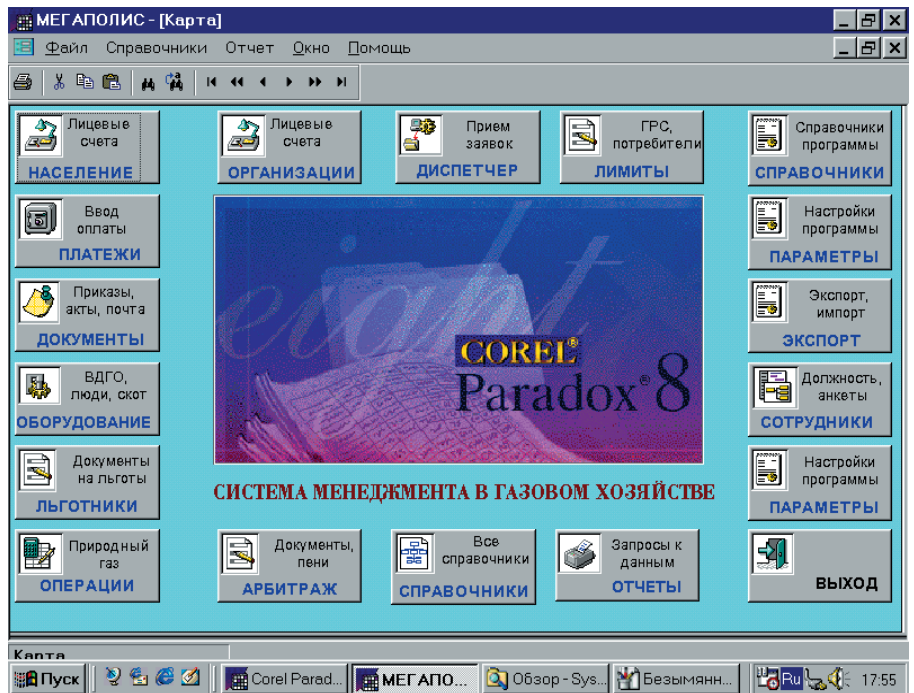 МЕГАПОЛИС - [Карта]
Файл Справочники Отчет Окно Помощь
Лицевые счета
НАСЕЛЕНИЕ
Лицевые счета
ОРГАНИЗАЦИИ
Прием заявок
ДИСПЕТЧЕР
ГРС, потребители
ЛИМИТЫ
Справочники программы
СПРАВОЧНИКИ
Ввод оплаты
ПЛАТЕЖИ
Настройки программы
ПАРАМЕТРЫ
Приказы, акты, почта
ДОКУМЕНТЫ
Экспорт, импорт
ЭКСПОРТ
ВДГО, люди, скот
ОБОРУДОВАНИЕ
Должность, анкеты
СОТРУДНИКИ
Документы на льготы
ЛЬГОТНИКИ
Настройки программы
ПАРАМЕТРЫ
eight
COREL®
Paradox® 8
СИСТЕМА МЕНЕДЖМЕНТА В ГАЗОВОМ ХОЗЯЙСТВЕ
Природный газ
ОПЕРАЦИИ
Документы, пени
АРБИТРАЖ
Все справочники
СПРАВОЧНИКИ
Запросы к данным
ОТЧЕТЫ
ВЫХОД
Карта
Пуск Corel Parad... МЕГАПО... Обзор - Sys... Безымянн... Ru 17:55